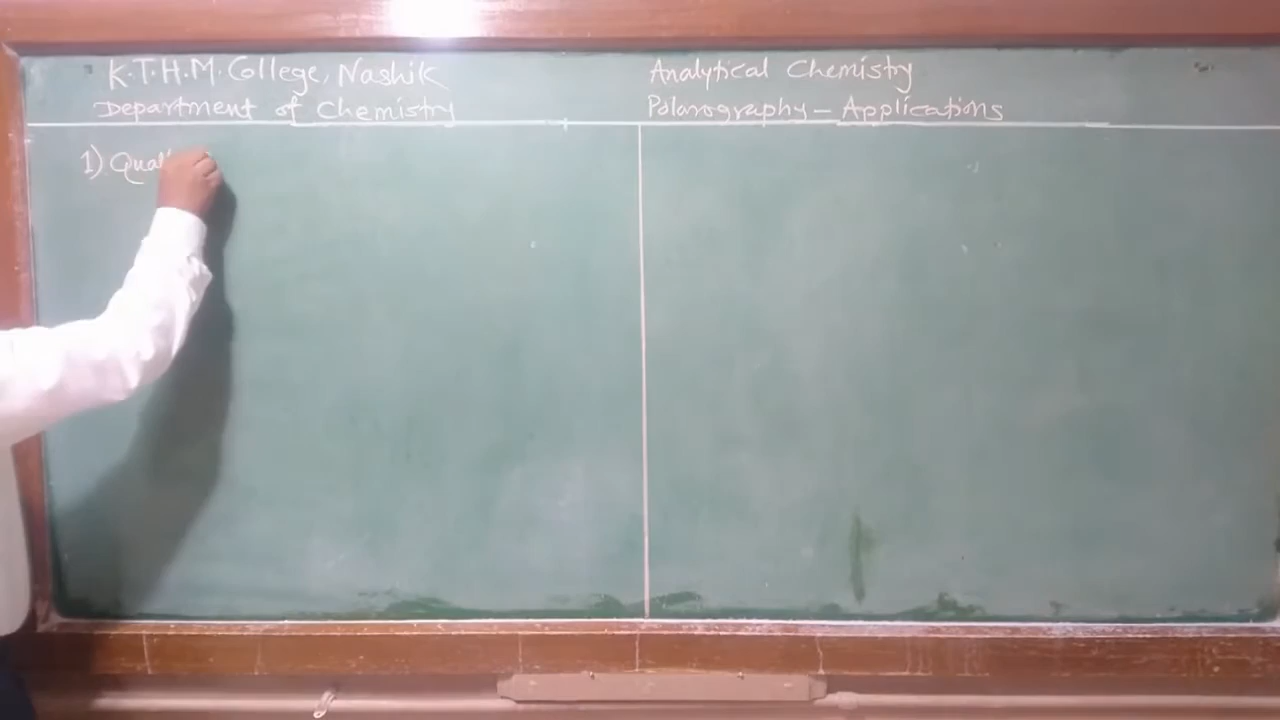 K.T.H.M. College, Nashik
Department of Chemistry
Analytical Chemistry
Polarography - Applications
1) Qual